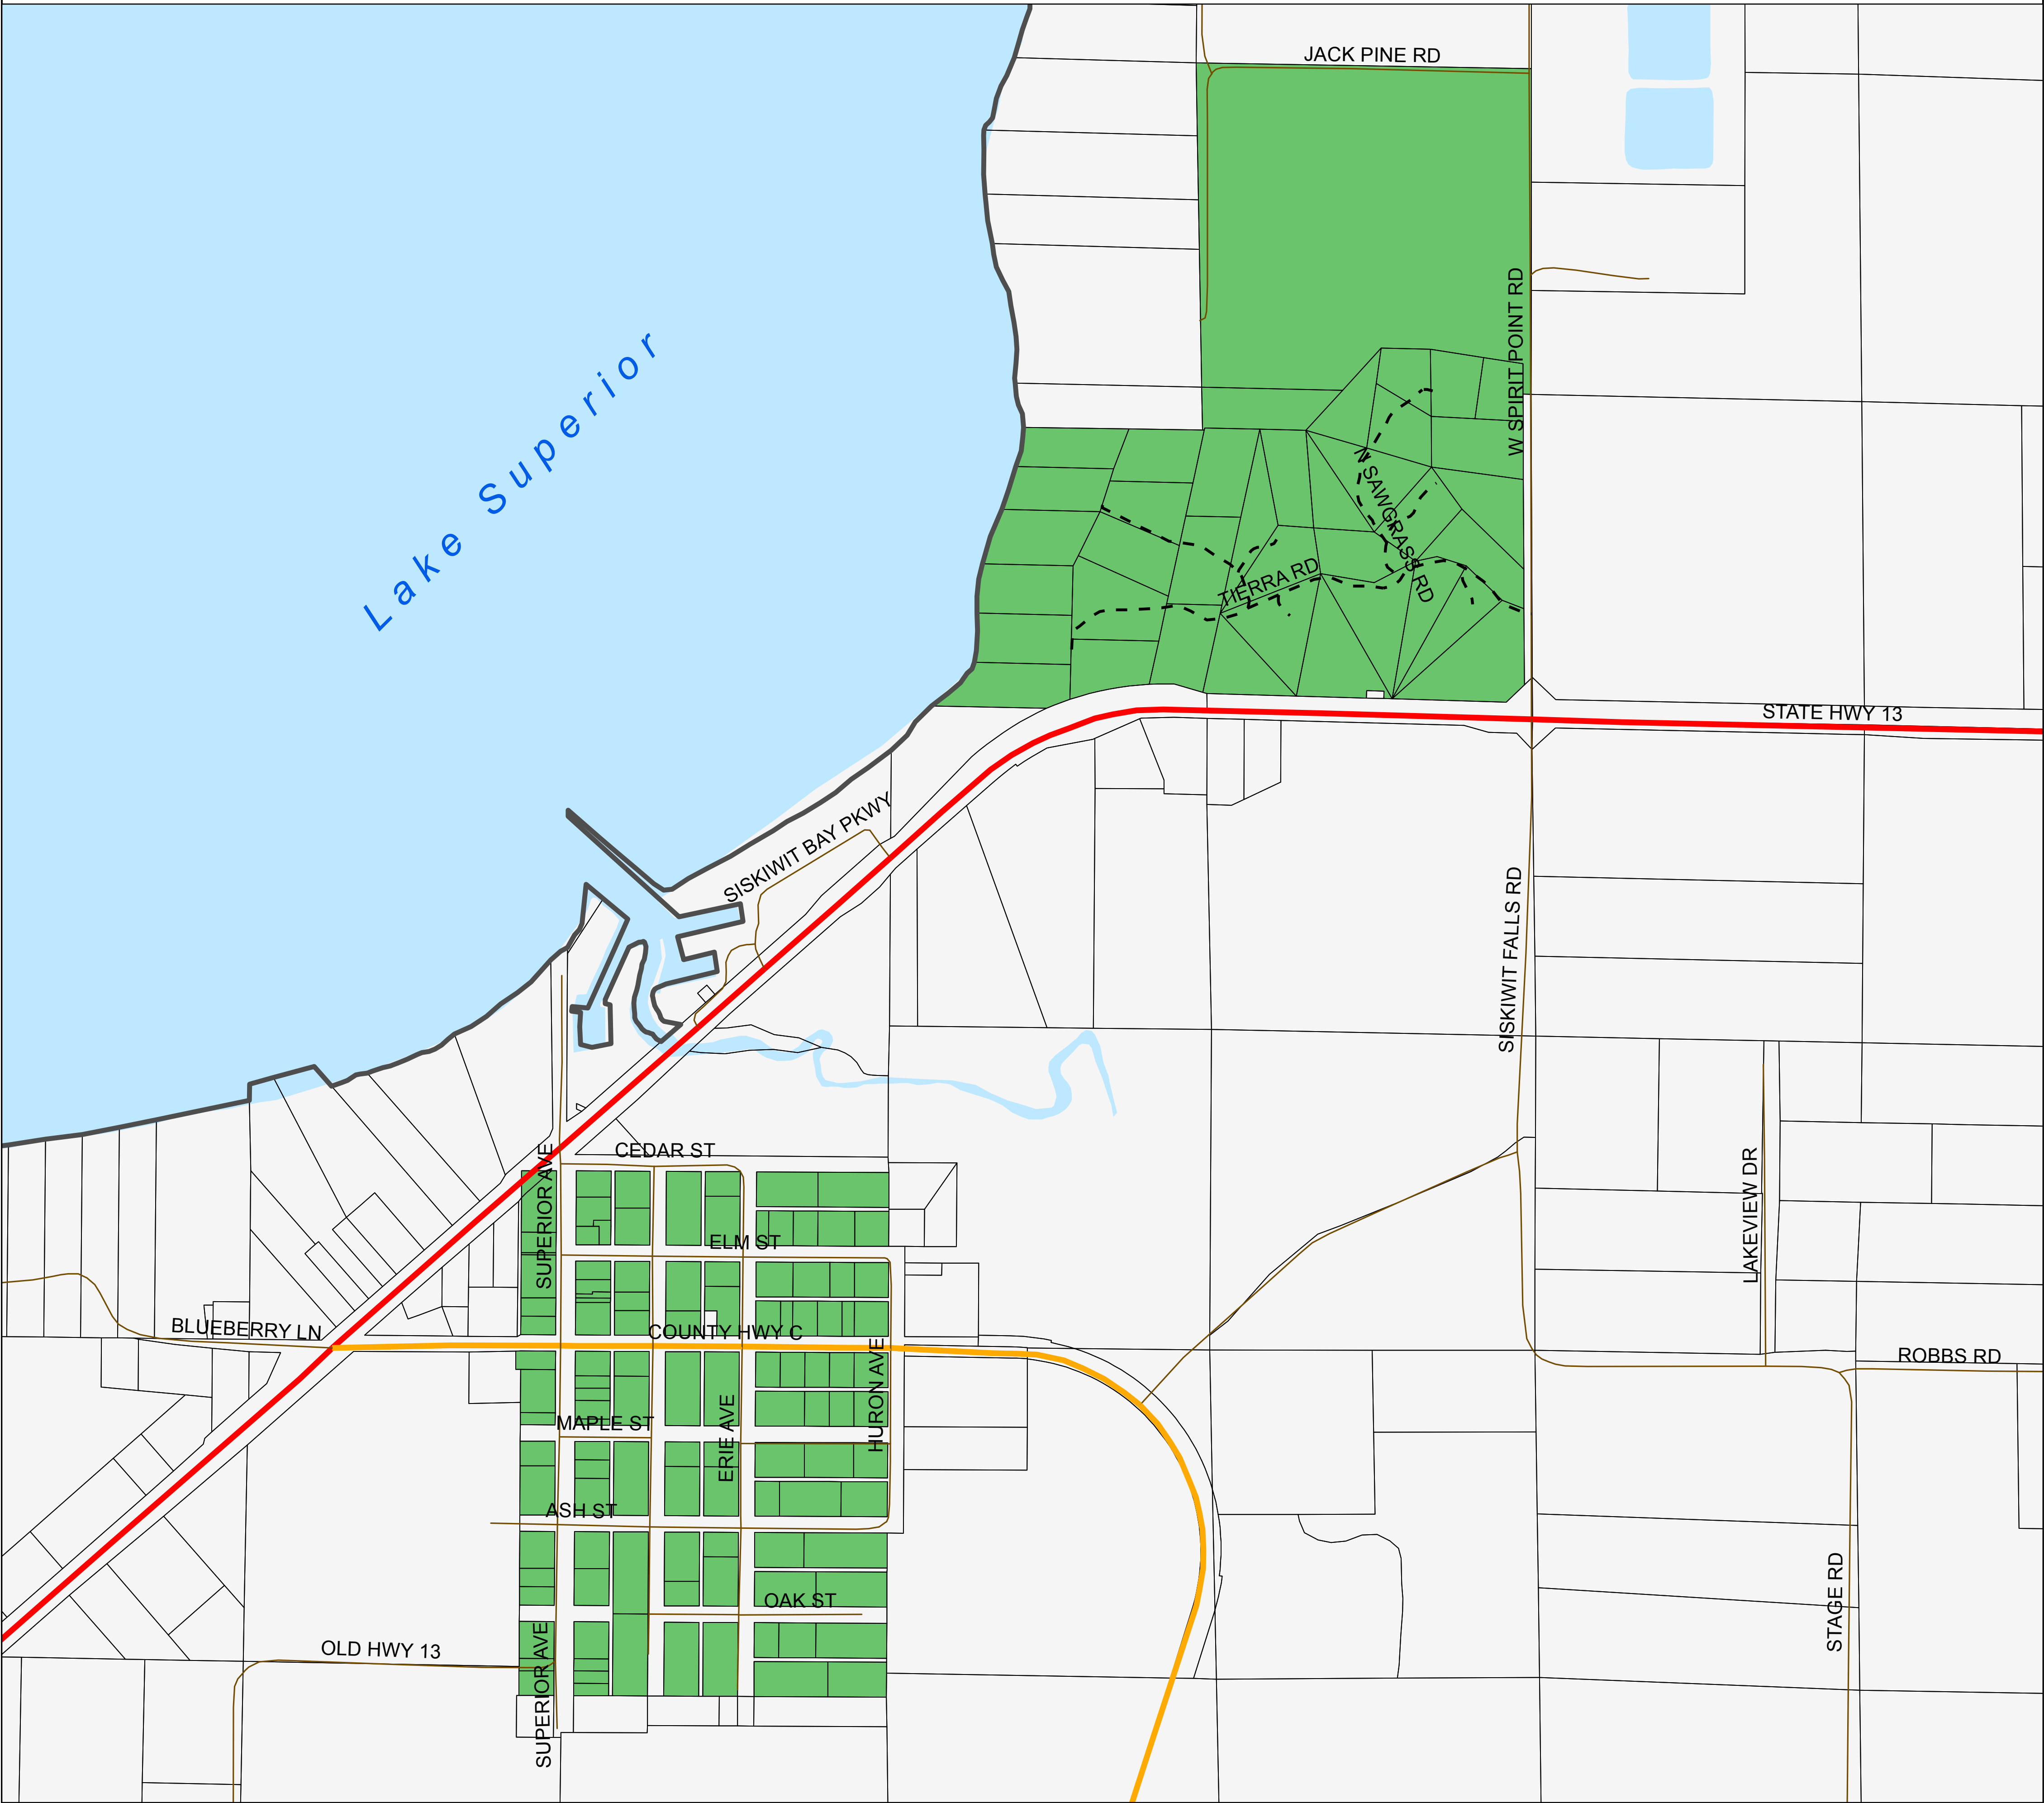 JACK PINE RD
W SPIRIT POINT RD
Lake Superior
N SAWGRASS RD
TIERRA RD
STATE HWY 13
SISKIWIT BAY PKWY
SISKIWIT FALLS RD
CEDAR ST
SUPERIOR AVE
LAKEVIEW DR
ELM ST
BLUEBERRY LN
COUNTY HWY C
HURON AVE
ROBBS RD
ERIE AVE
MAPLE ST
ASH ST
OAK ST
STAGE RD
OLD HWY 13
SUPERIOR AVE